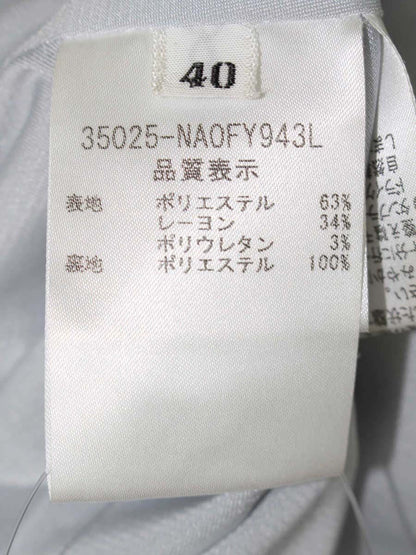 40
35025-NA0FY943L
品質表示
表地 ポリエステル 63%
レーヨン 34%
ポリウレタン 3%
裏地 ポリエステル 100%